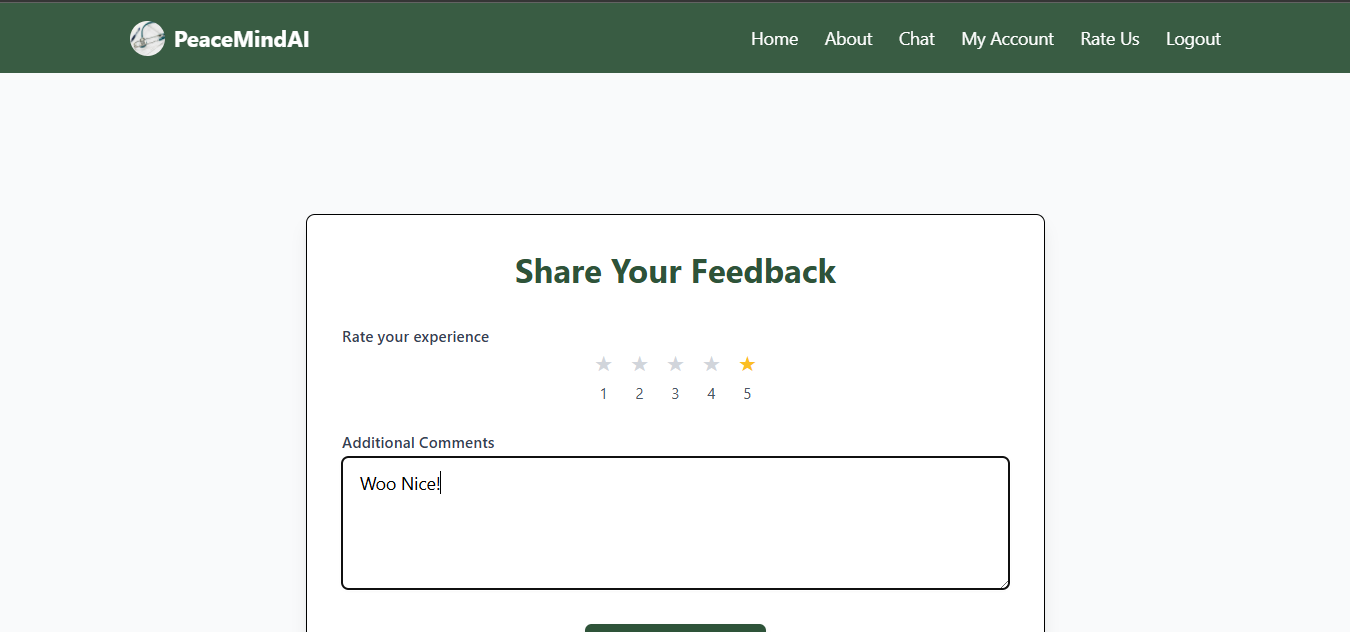 PeaceMindAI Home About Chat My Account Rate Us Logout
Share Your Feedback
Rate your experience
1 2 3 4 5
Additional Comments
Woo Nice!